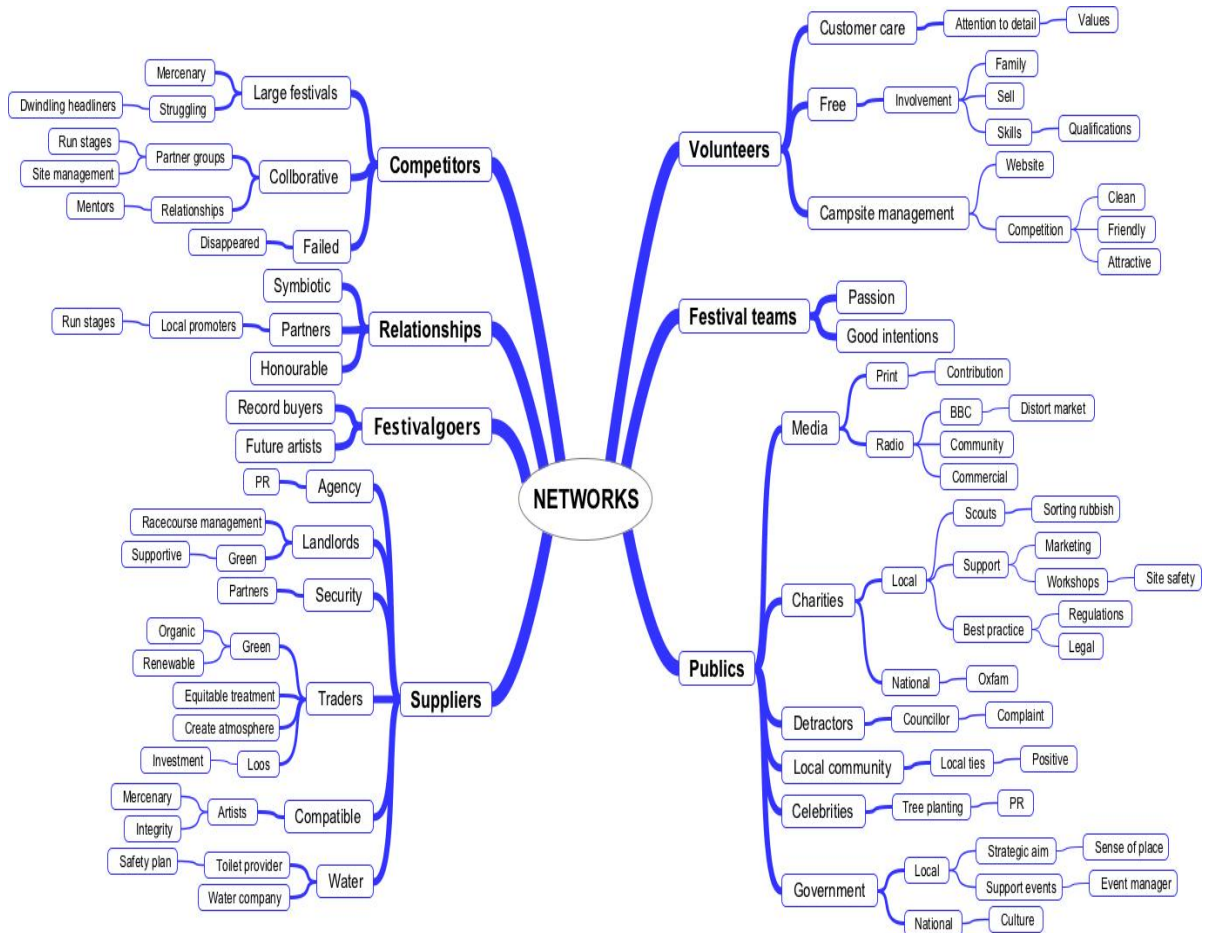 NETWORKS
Competitors
Large festivals
Mercenary
Struggling
Dwindling headliners
Collborative
Partner groups
Run stages
Site management
Relationships
Mentors
Failed
Disappeared
Relationships
Symbiotic
Partners
Local promoters
Run stages
Honourable
Festivalgoers
Record buyers
Future artists
Suppliers
Agency
PR
Landlords
Racecourse management
Green
Supportive
Security
Partners
Traders
Green
Organic
Renewable
Equitable treatment
Create atmosphere
Loos
Investment
Compatible
Artists
Mercenary
Integrity
Water
Toilet provider
Safety plan
Water company
Volunteers
Customer care
Attention to detail
Values
Free
Involvement
Family
Sell
Skills
Qualifications
Campsite management
Website
Competition
Clean
Friendly
Attractive
Festival teams
Passion
Good intentions
Publics
Media
Print
Contribution
Radio
BBC
Distort market
Community
Commercial
Charities
Local
Scouts
Sorting rubbish
Support
Marketing
Workshops
Site safety
Best practice
Regulations
Legal
National
Oxfam
Detractors
Councillor
Complaint
Local community
Local ties
Positive
Celebrities
Tree planting
PR
Government
Local
Strategic aim
Sense of place
Support events
Event manager
National
Culture